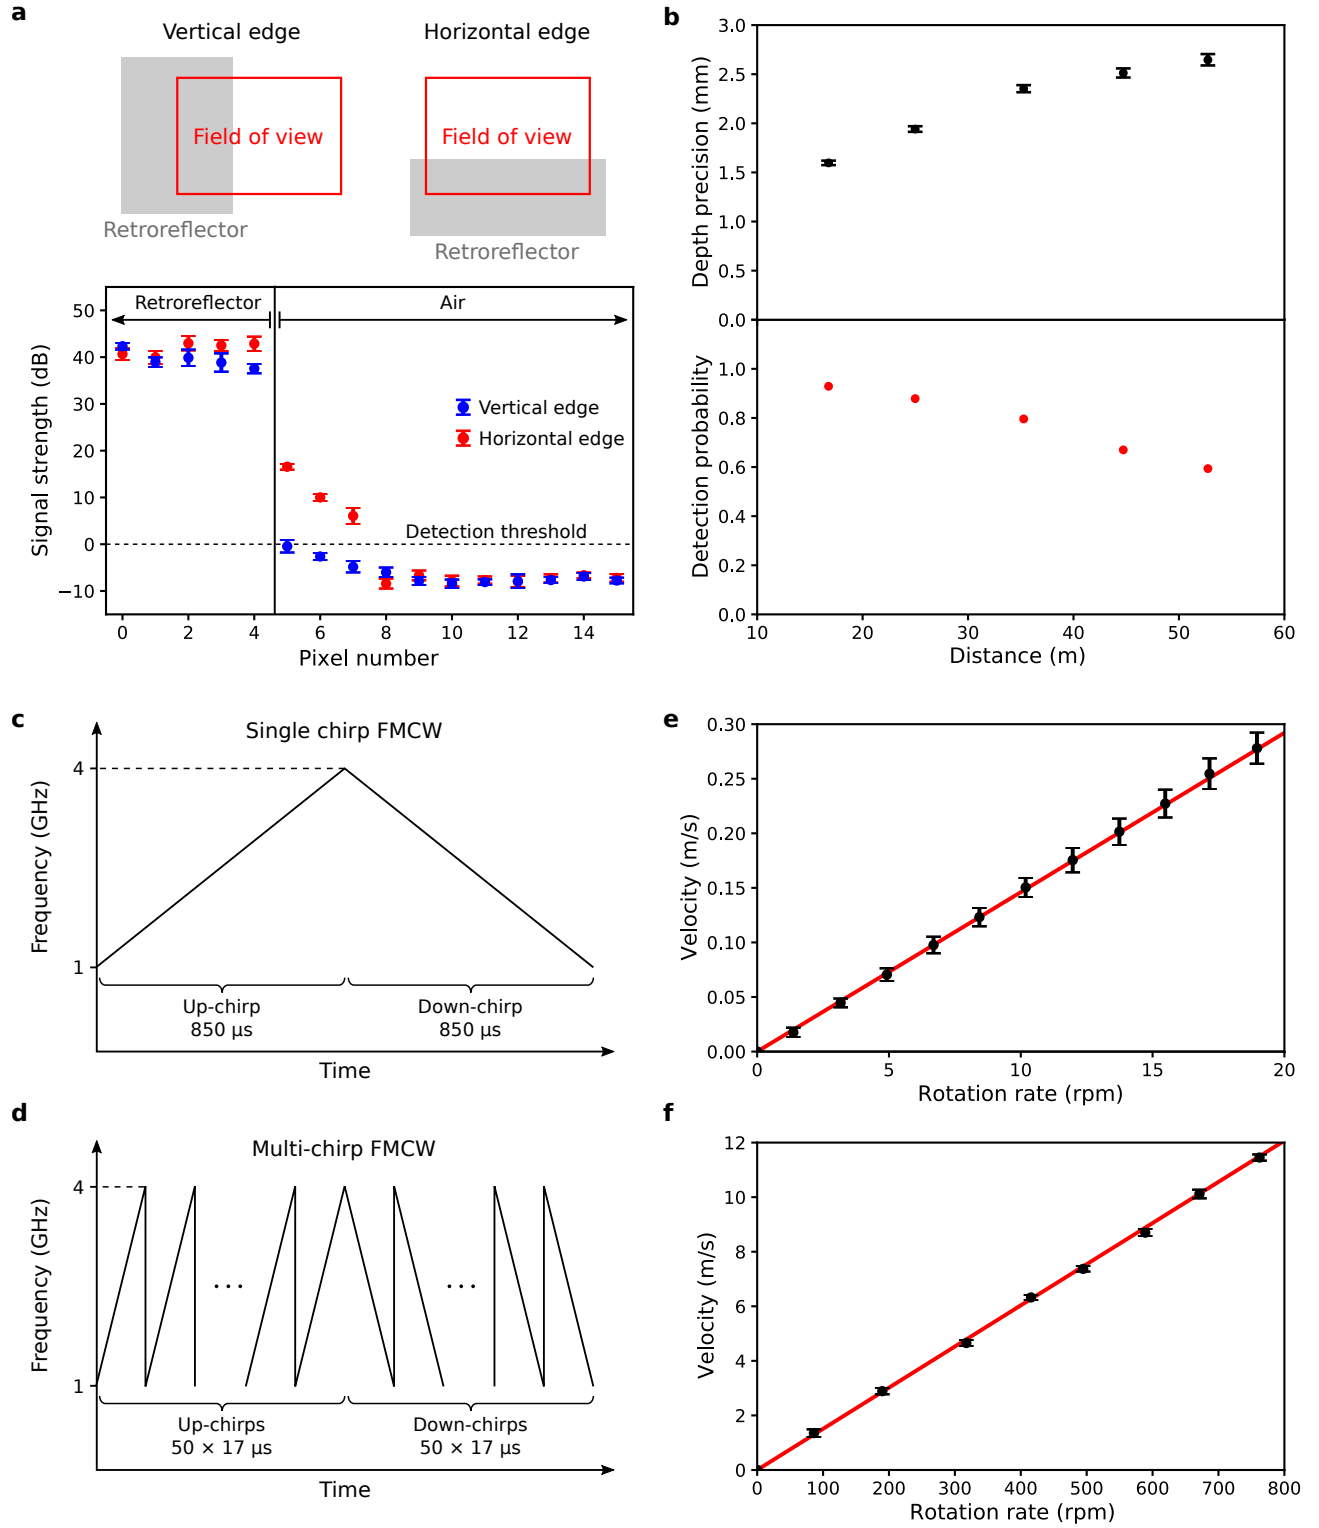 a
Vertical edge
Horizontal edge
Field of view
Field of view
Retroreflector
Retroreflector
Retroreflector
Air
50
40
30
20
10
0
−10
Signal strength (dB)
Vertical edge
Horizontal edge
Detection threshold
0 2 4 6 8 10 12 14
Pixel number
b
3.0
2.5
2.0
1.5
1.0
0.5
0.0
Depth precision (mm)
1.0
0.8
0.6
0.4
0.2
0.0
Detection probability
10 20 30 40 50 60
Distance (m)
c
Single chirp FMCW
4
1
Frequency (GHz)
Up-chirp
850 µs
Down-chirp
850 µs
Time
d
Multi-chirp FMCW
4
1
Frequency (GHz)
...
...
Up-chirps
50 × 17 µs
Down-chirps
50 × 17 µs
Time
e
0.30
0.25
0.20
0.15
0.10
0.05
0.00
Velocity (m/s)
0 5 10 15 20
Rotation rate (rpm)
f
12
10
8
6
4
2
0
Velocity (m/s)
0 100 200 300 400 500 600 700 800
Rotation rate (rpm)